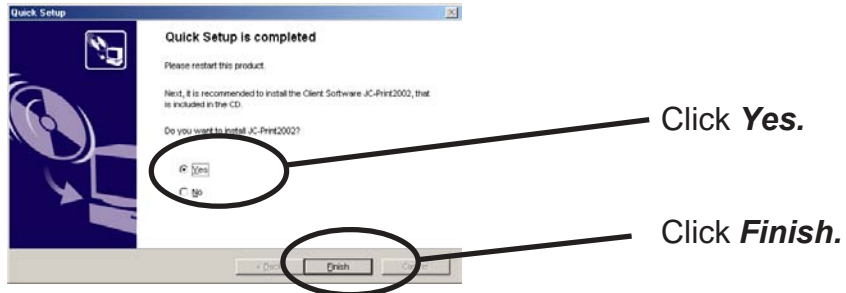 Quick Setup
Quick Setup is completed
Please restart this product.
Next, it is recommended to install the Client Sortware JC-Print2002, that
is included in the CD.
Do you want to install JC-Print2002?
Yes
No
Click Yes.
< Back
Finish
Click Finish.